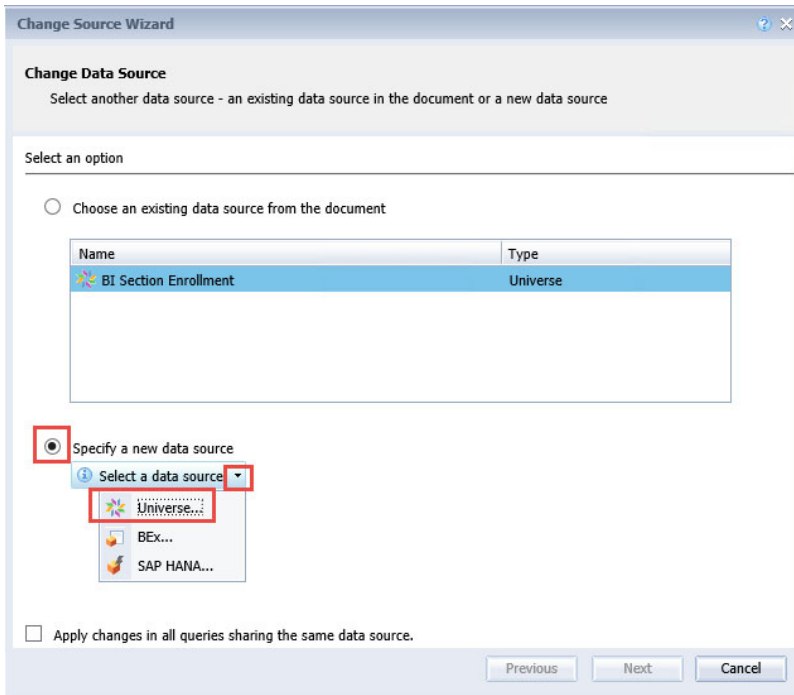 Change Source Wizard
Change Data Source
Select another data source - an existing data source in the document or a new data source
Select an option
Choose an existing data source from the document
Name Type
BI Section Enrollment Universe
Specify a new data source
Select a data source
Universe...
BEx...
SAP HANA...
Apply changes in all queries sharing the same data source.
Previous Next Cancel